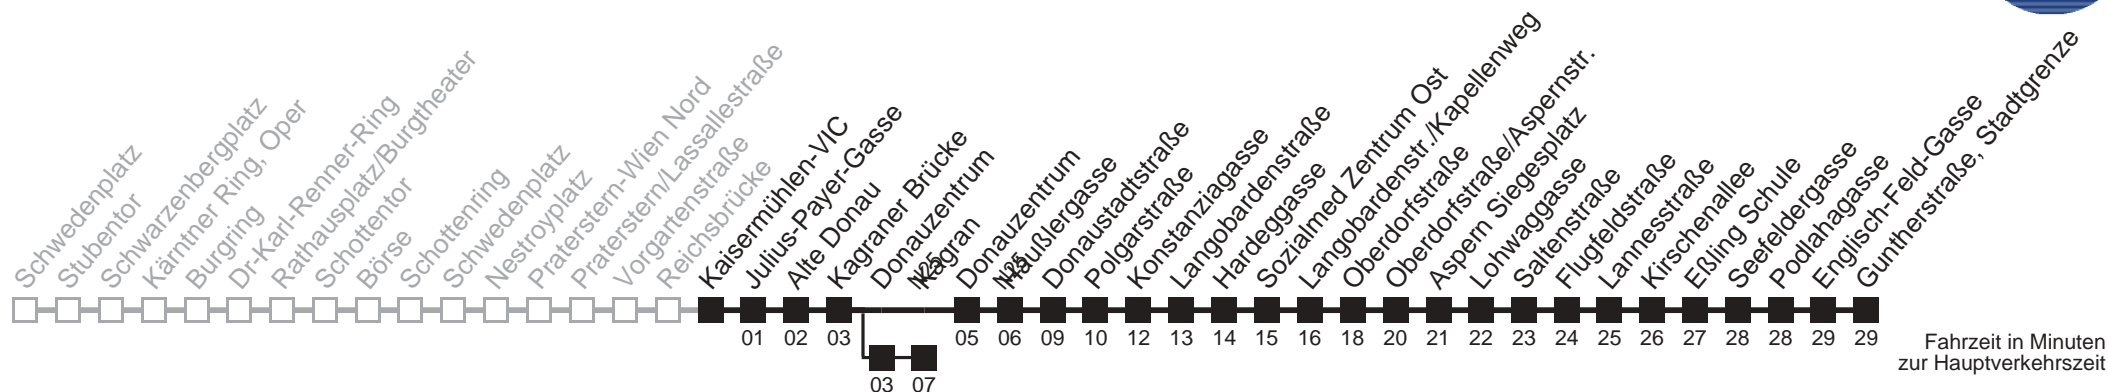 Schwedenplatz
Stubentor
Schwarzenbergplatz
Kärntner Ring, Oper
Burgring
Dr-Karl-Renner-Ring
Rathausplatz/Burgtheater
Schottentor
Börse
Schottenring
Schwedenplatz
Nestroyplatz
Praterstern-Wien Nord
Praterstern/Lassallestraße
Vorgartenstraße
Reichsbrücke
Kaisermühlen-VIC
Julius-Payer-Gasse
Alte Donau
Kagraner Brücke
Donauzentrum
Kagran
Donauzentrum
Meißnergasse
Donaustadtstraße
Polgarstraße
Konstanziagasse
Langobardenstraße
Hardeggasse
Sozialmed Zentrum Ost
Langobardenstr./Kapellenweg
Oberdorfstraße
Oberdorfstraße/Aspernstr.
Aspern Siegesplatz
Lohwaggasse
Saltenstraße
Flugfeldstraße
Lannesstraße
Kirschenallee
Eßling Schule
Seefeldergasse
Podlahagasse
Englisch-Feld-Gasse
Guntherstraße, Stadtgrenze
01 02 03 05 06 09 10 12 13 14 15 16 18 20 21 22 23 24 25 26 27 28 28 29 29
03 07
Fahrzeit in Minuten
zur Hauptverkehrszeit